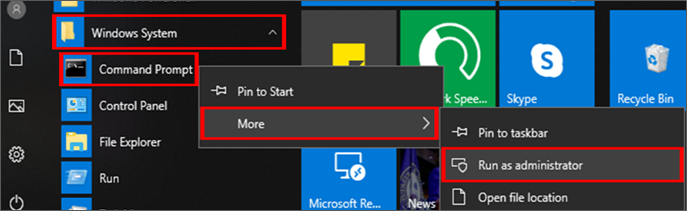 Windows System
Command Prompt
Pin to Start
Control Panel
More
File Explorer
Run
rk Spee...
Skype
Recycle Bin
Pin to taskbar
Run as administrator
Open file location
Microsoft Re...
News